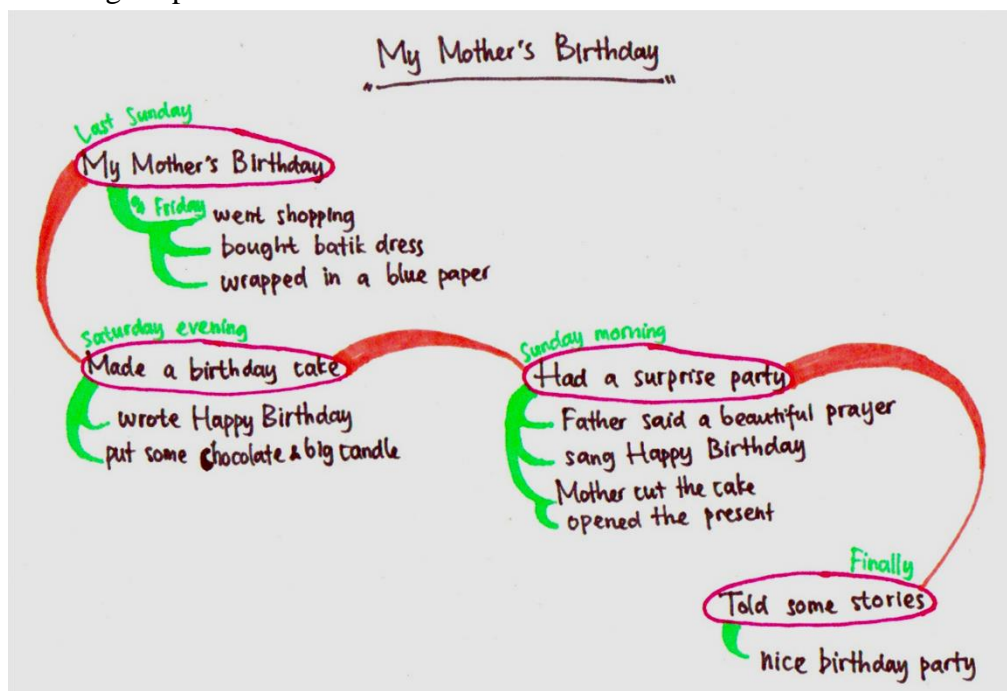 My Mother's Birthday
Last Sunday
My Mother's Birthday
Friday
went shopping
bought batik dress
wrapped in a blue paper
Saturday evening
Made a birthday cake
wrote Happy Birthday
put some chocolate & big candle
Sunday morning
Had a surprise party
Father said a beautiful prayer
sang Happy Birthday
Mother cut the cake
opened the present
Finally
Told some stories
nice birthday party